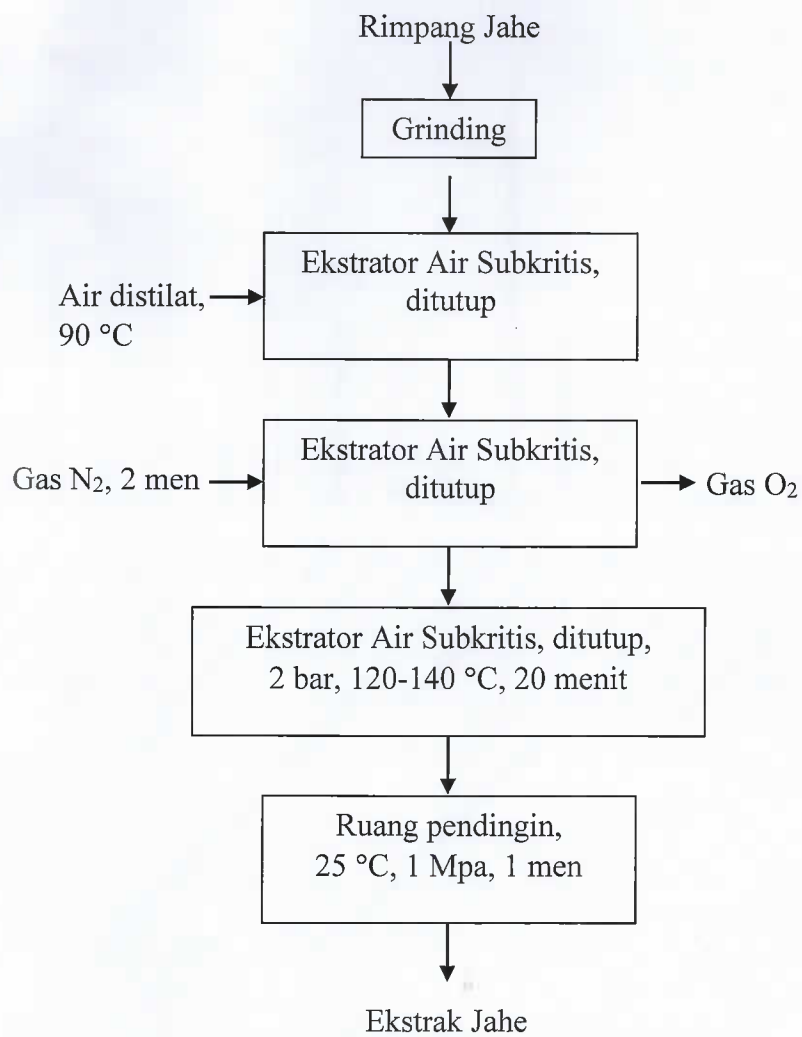 Rimpang Jahe
Grinding
Ekstrator Air Subkritis,
ditutup
Air distilat,
90 °C
Ekstrator Air Subkritis,
ditutup
Gas N₂, 2 men
Gas O₂
Ekstrator Air Subkritis, ditutup,
2 bar, 120-140 °C, 20 menit
Ruang pendingin,
25 °C, 1 Mpa, 1 men
Ekstrak Jahe